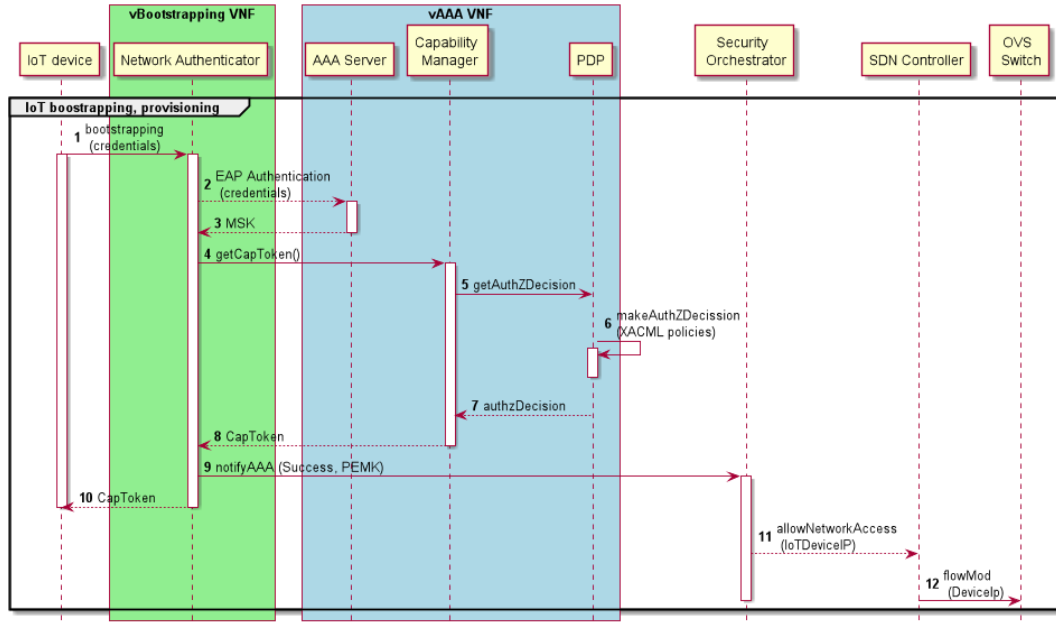 vBootstrapping VNF
vAAA VNF
IoT device
Network Authenticator
AAA Server
Capability
Manager
PDP
Security
Orchestrator
SDN Controller
OVS
Switch
IoT boostrapping, provisioning
1 bootstrapping
(credentials)
2 EAP Authentication
(credentials)
3 MSK
4 getCapToken()
5 getAuthZDecision
6 makeAuthZDecission
(XACML policies)
7 authzDecision
8 CapToken
9 notifyAAA (Success, PEMK)
10 CapToken
11 allowNetworkAccess
(IoTDeviceIP)
12 flowMod
(DeviceIp)